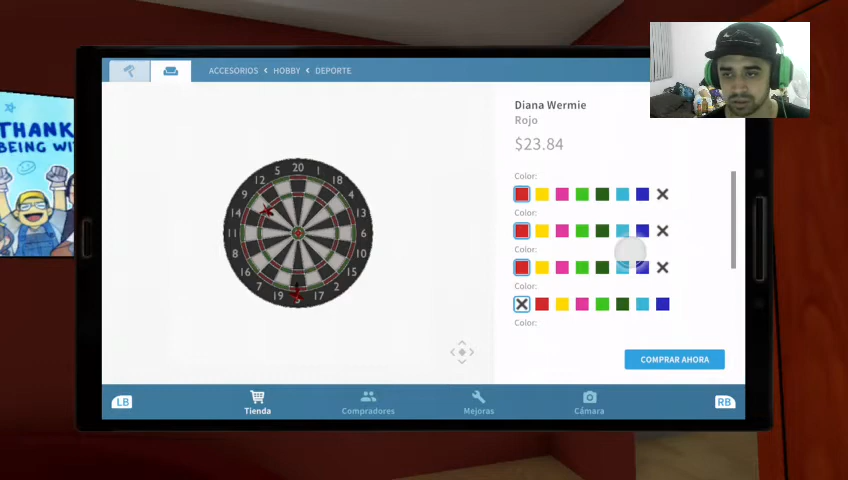 ACCESORIOS < HOBBY < DEPORTE
THANK
BEING WI
Diana Wermie
Rojo
$23.84
Color:
Color:
Color:
Color:
Color:
20 1 18 4 13 6 10 15 2 17 3 19 7 16 8 11 14 9 12 5
COMPRAR AHORA
LB
Tienda
Compradores
Mejoras
Cámara
RB